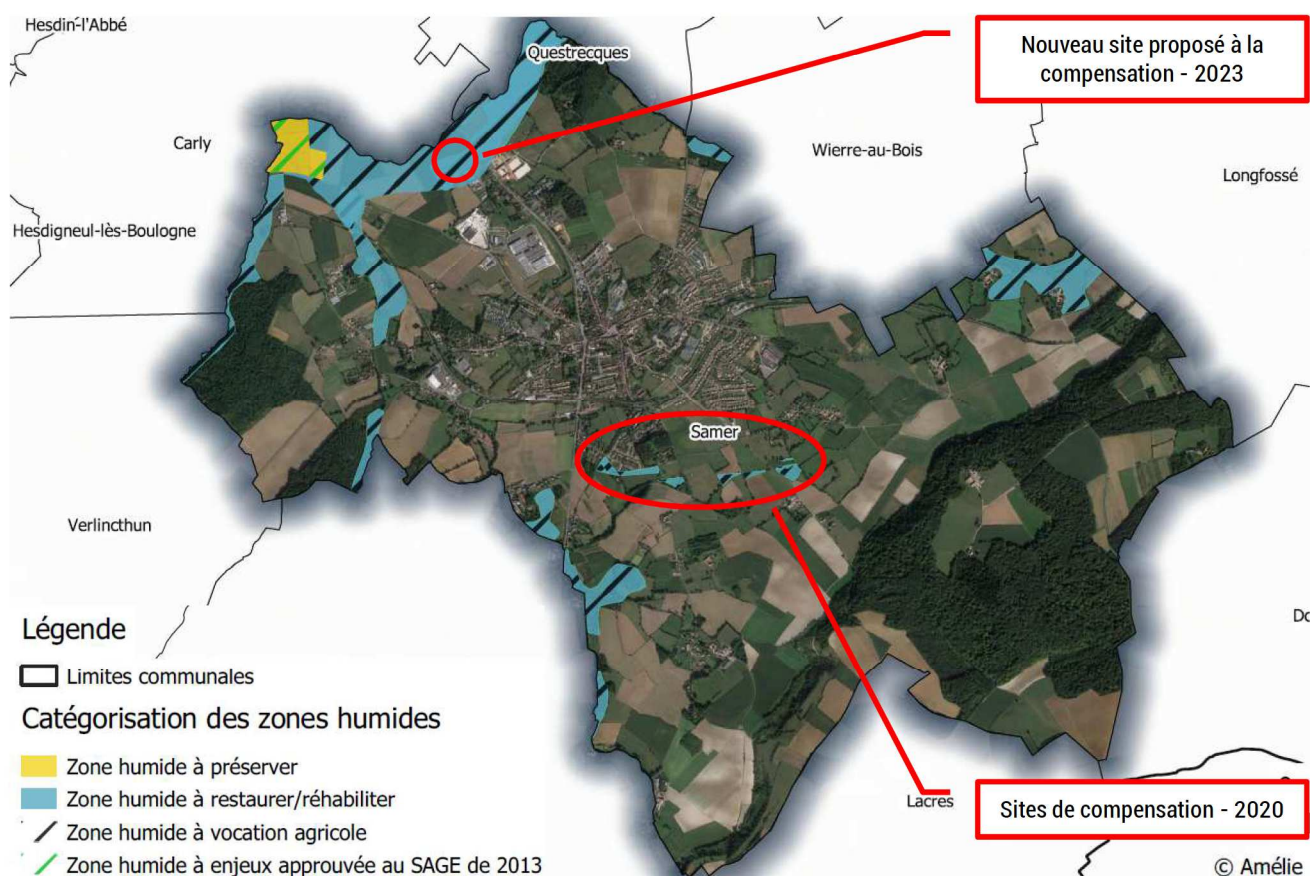 Hesdin-l'Abbé
Questrecques
Nouveau site proposé à la
compensation - 2023
Carly
Wierre-au-Bois
Longfossé
Hesdigneul-lès-Boulogne
Samer
Verlincthun
Légende
Limites communales
Catégorisation des zones humides
Zone humide à préserver
Zone humide à restaurer/réhabiliter
Zone humide à vocation agricole
Zone humide à enjeux approuvée au SAGE de 2013
Lacres
Sites de compensation - 2020
© Amélie